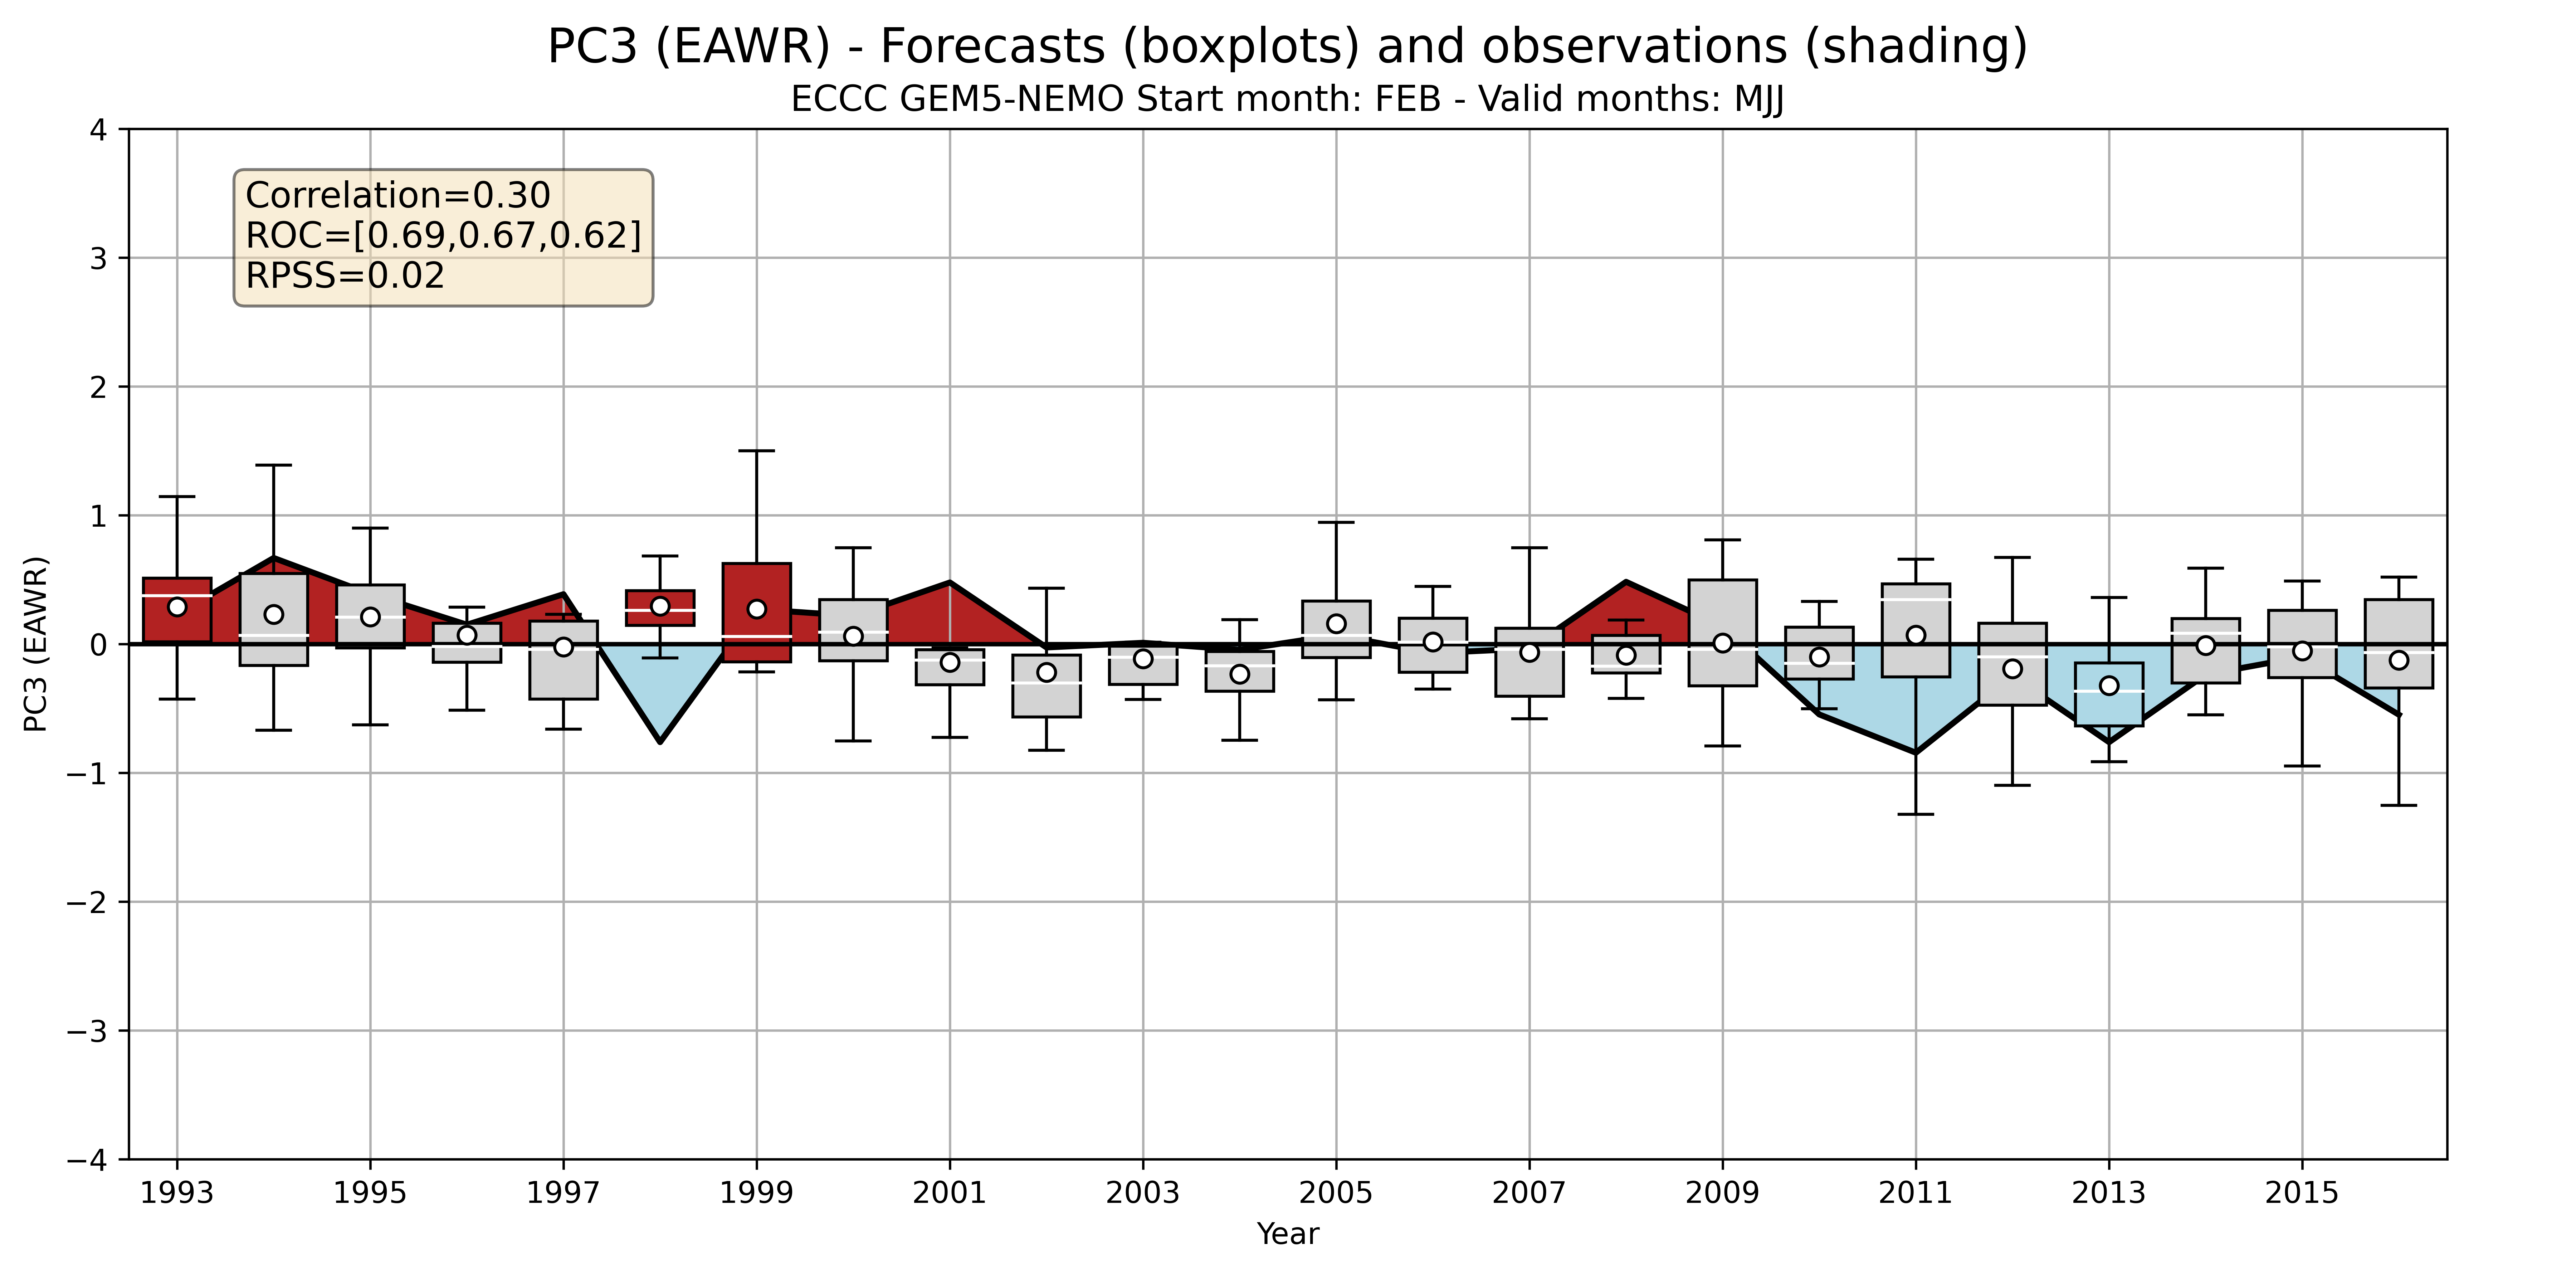 PC3 (EAWR) - Forecasts (boxplots) and observations (shading)
ECCC GEM5-NEMO Start month: FEB - Valid months: MJJ
Correlation=0.30
ROC=[0.69,0.67,0.62]
RPSS=0.02
PC3 (EAWR)
4
3
2
1
0
−1
−2
−3
−4
1993 1995 1997 1999 2001 2003 2005 2007 2009 2011 2013 2015
Year